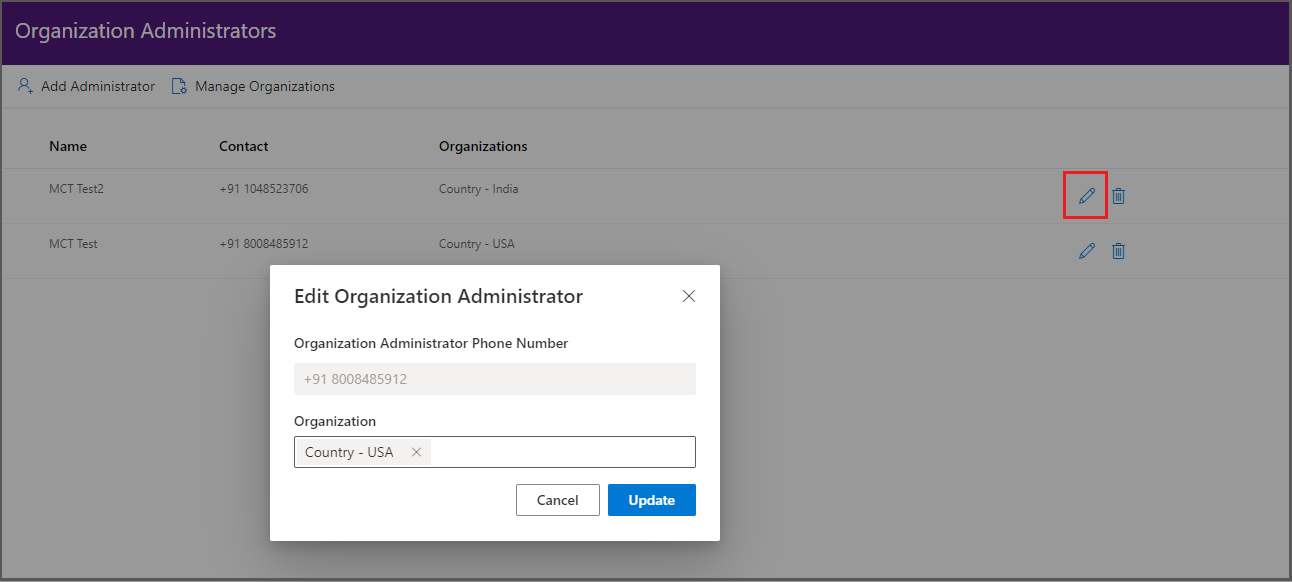 Organization Administrators
Add Administrator Manage Organizations
Name Contact Organizations
MCT Test2 +91 1048523706 Country - India
MCT Test +91 8008485912 Country - USA
Edit Organization Administrator
Organization Administrator Phone Number
+91 8008485912
Organization
Country - USA
Cancel Update